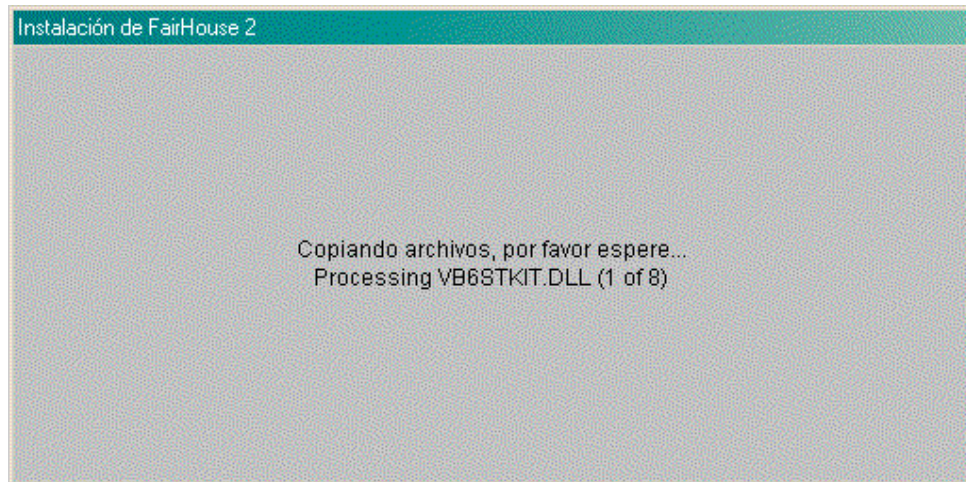 Instalación de FairHouse 2
Copiando archivos, por favor espere...
Processing VB6STKIT.DLL (1 of 8)